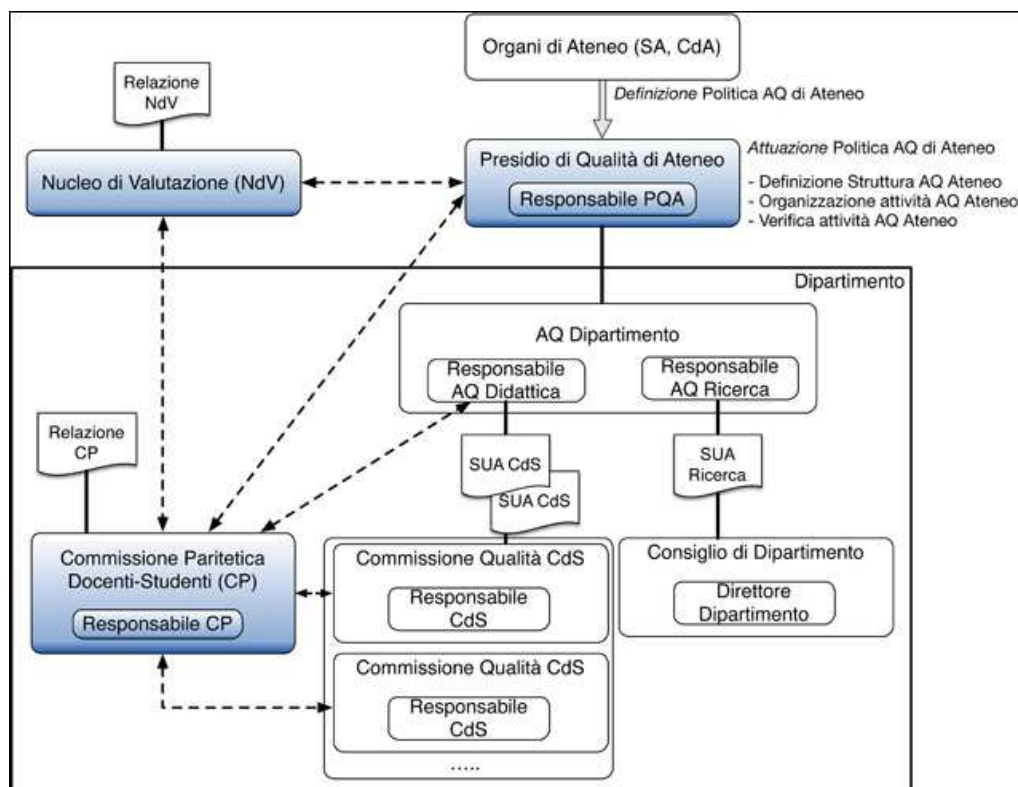 Organi di Ateneo (SA, CdA)
Relazione
NdV
Definizione Politica AQ di Ateneo
Nucleo di Valutazione (NdV)
Presidio di Qualità di Ateneo
Responsabile PQA
Attuazione Politica AQ di Ateneo
- Definizione Struttura AQ Ateneo
- Organizzazione attività AQ Ateneo
- Verifica attività AQ Ateneo
Dipartimento
AQ Dipartimento
Responsabile
AQ Didattica
Responsabile
AQ Ricerca
Relazione
CP
SUA CdS
SUA CdS
SUA
Ricerca
Commissione Paritetica
Docenti-Studenti (CP)
Responsabile CP
Commissione Qualità CdS
Responsabile
CdS
Commissione Qualità CdS
Responsabile
CdS
.....
Consiglio di Dipartimento
Direttore
Dipartimento